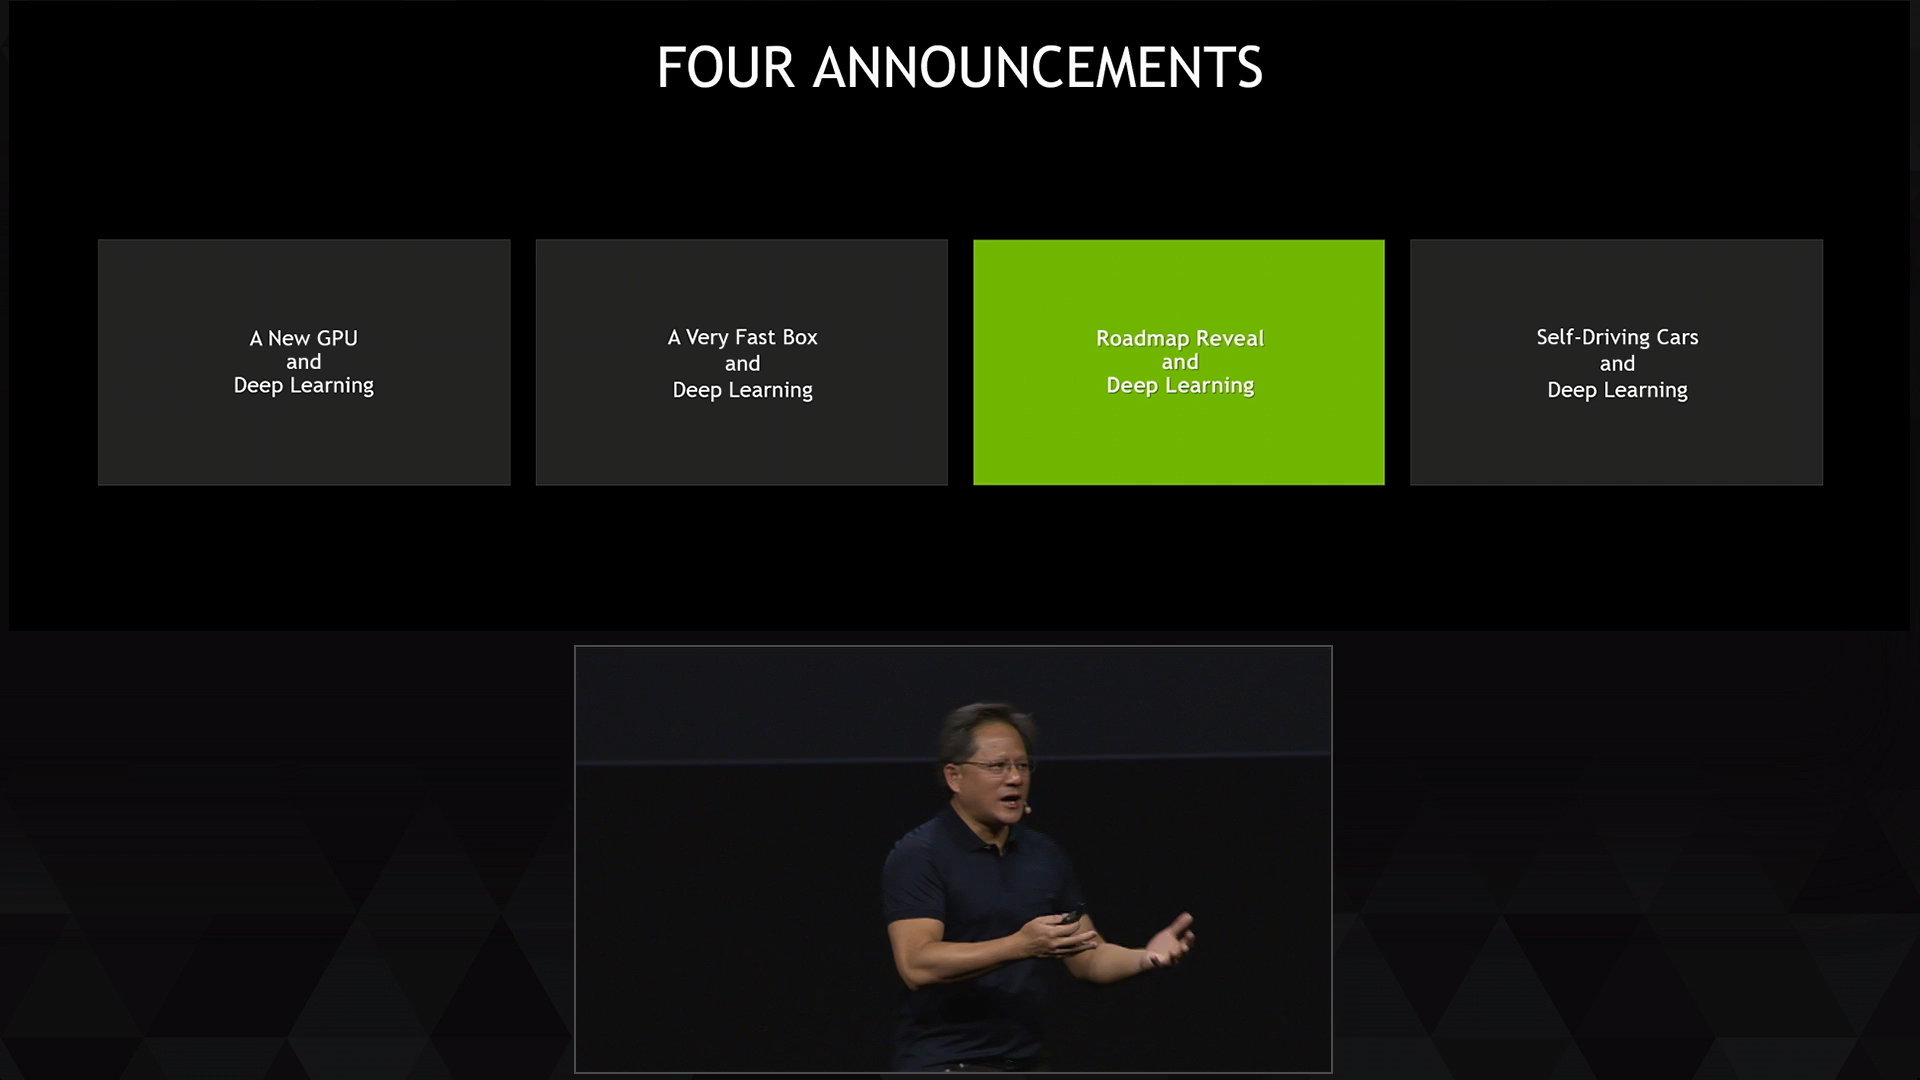 FOUR ANNOUNCEMENTS
A New GPU
and
Deep Learning
A Very Fast Box
and
Deep Learning
Roadmap Reveal
and
Deep Learning
Self-Driving Cars
and
Deep Learning